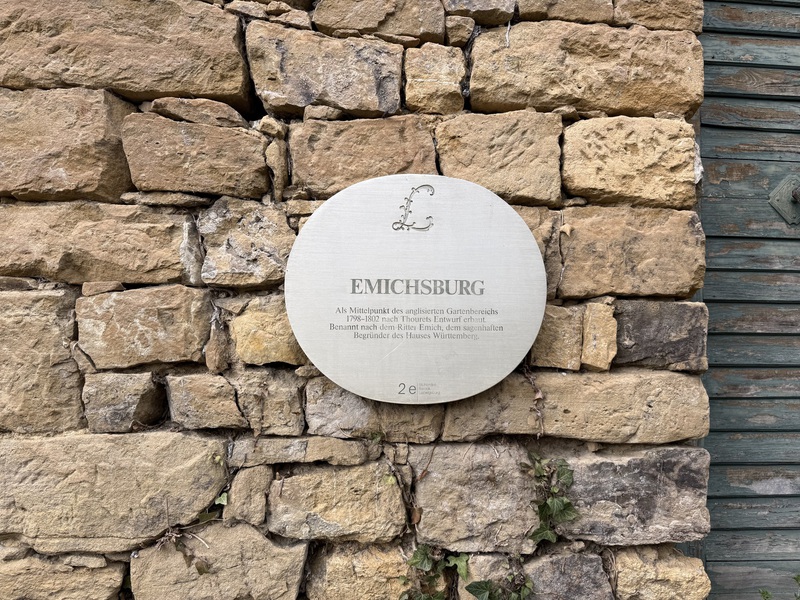 L
EMICHSBURG
Als Mittelpunkt des anglisierten Gartenbereichs
1798-1802 nach Thourets Entwurf erbaut.
Benannt nach dem Ritter Emich, dem sagenhaften
Begründer des Hauses Württemberg.
2e